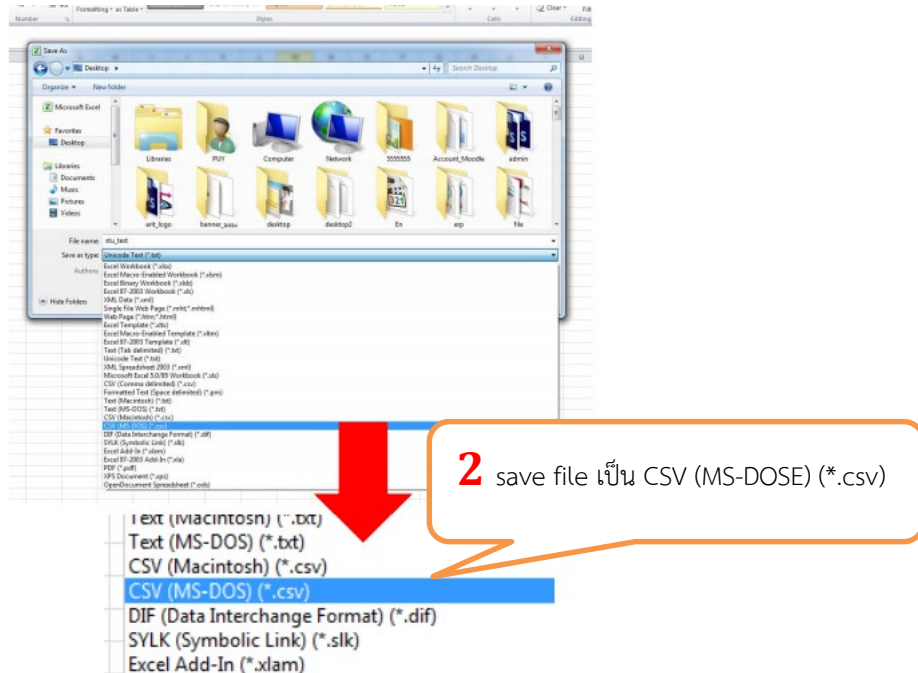 Formatting as Table
Clear
Number
Styles
Cells
Editing
Save As
U
Desktop
Search Desktop
Organize
New folder
Microsoft Excel
Favorites
Desktop
Libraries
Documents
Music
Pictures
Videos
Libraries
PUY
Computer
Network
5555555
Account_Moodle
admin
arit_logo
desktop
desktop2
En
erp
file
File name: stu_test
Save as type: Unicode Text (*.txt)
Authors:
Hide Folders
Excel Workbook (*.xlsx)
Excel Macro-Enabled Workbook (*.xlsm)
Excel Binary Workbook (*.xlsb)
Excel 97-2003 Workbook (*.xls)
XML Data (*.xml)
Single File Web Page (*.mht;*.mhtml)
Web Page (*.htm;*.html)
Excel Template (*.xltx)
Excel Macro-Enabled Template (*.xltm)
Excel 97-2003 Template (*.xlt)
Text (Tab delimited) (*.txt)
Unicode Text (*.txt)
XML Spreadsheet 2003 (*.xml)
Microsoft Excel 5.0/95 Workbook (*.xls)
CSV (Comma delimited) (*.csv)
Formatted Text (Space delimited) (*.prn)
Text (Macintosh) (*.txt)
Text (MS-DOS) (*.txt)
CSV (Macintosh) (*.csv)
CSV (MS-DOS) (*.csv)
DIF (Data Interchange Format) (*.dif)
SYLK (Symbolic Link) (*.slk)
Excel Add-In (*.xlam)
Excel 97-2003 Add-In (*.xla)
PDF (*.pdf)
XPS Document (*.xps)
OpenDocument Spreadsheet (*.ods)
2 save file เป็น CSV (MS-DOSE) (*.csv)
Text (Macintosh) (*.txt)
Text (MS-DOS) (*.txt)
CSV (Macintosh) (*.csv)
CSV (MS-DOS) (*.csv)
DIF (Data Interchange Format) (*.dif)
SYLK (Symbolic Link) (*.slk)
Excel Add-In (*.xlam)